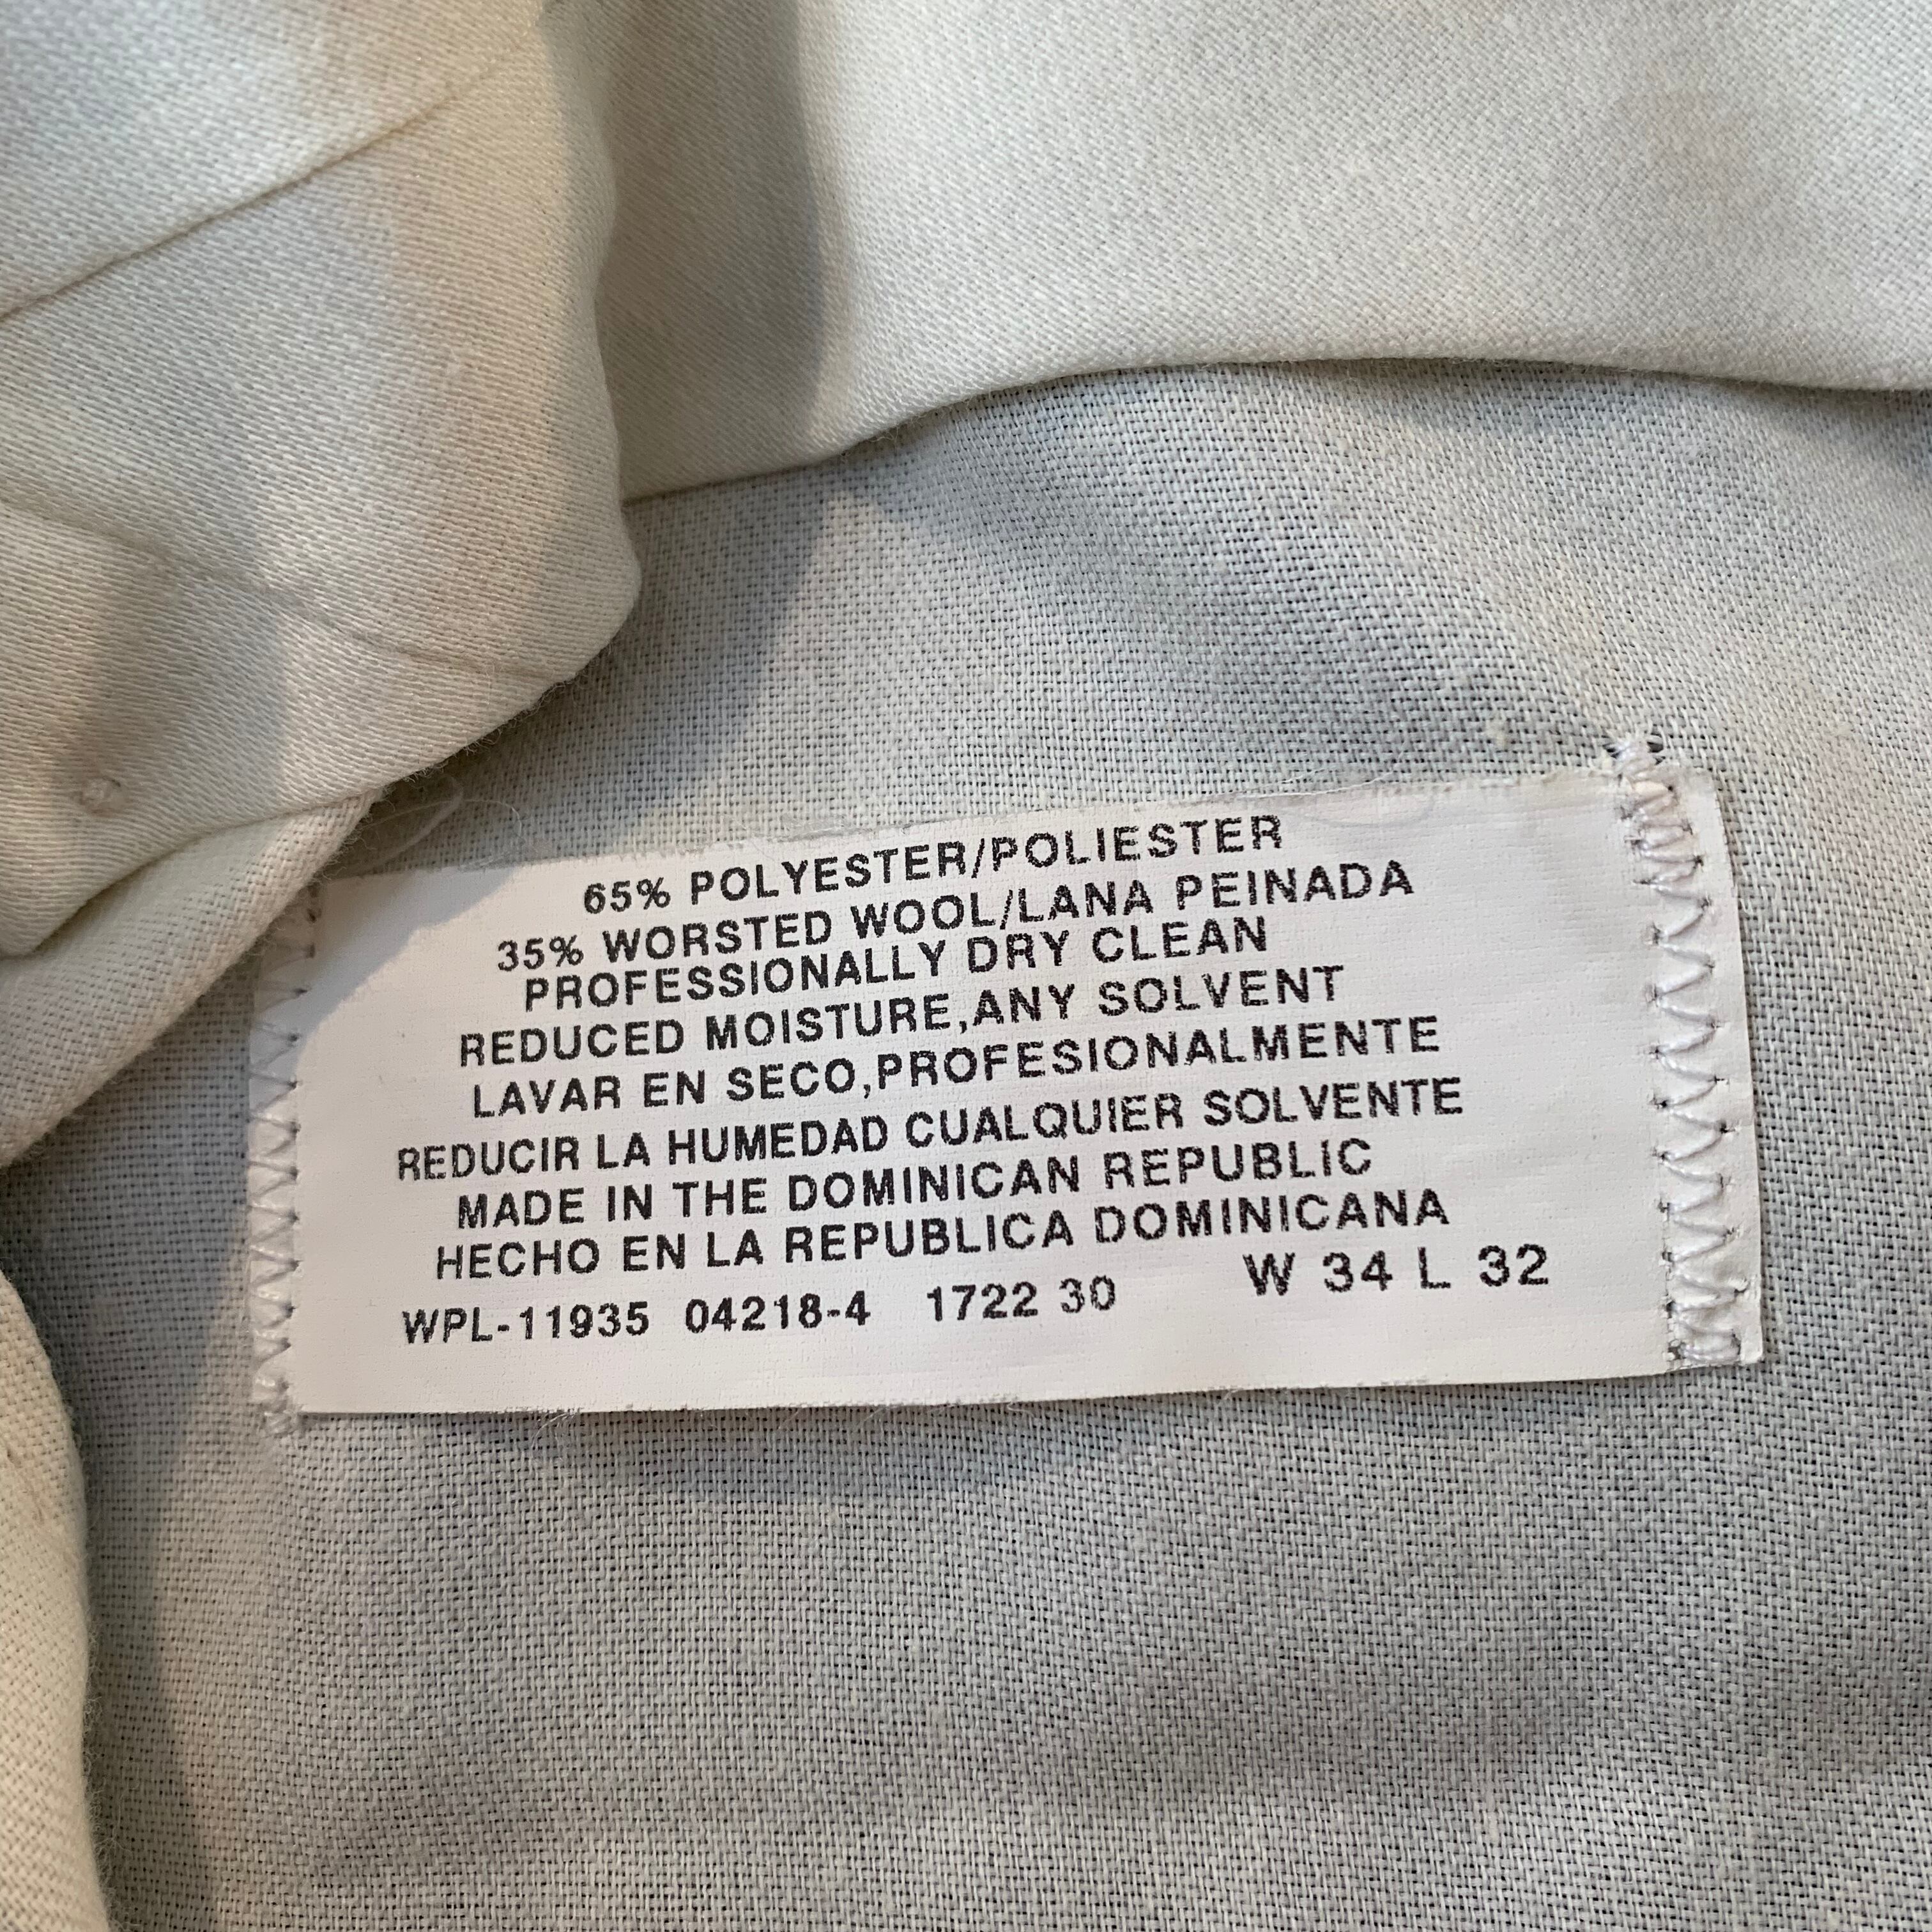 65% POLYESTER/POLIESTER
35% WORSTED WOOL/LANA PEINADA
PROFESSIONALLY DRY CLEAN
REDUCED MOISTURE,ANY SOLVENT
LAVAR EN SECO,PROFESIONALMENTE
REDUCIR LA HUMEDAD CUALQUIER SOLVENTE
MADE IN THE DOMINICAN REPUBLIC
HECHO EN LA REPUBLICA DOMINICANA
WPL-11935 04218-4 1722 30 W 34 L 32